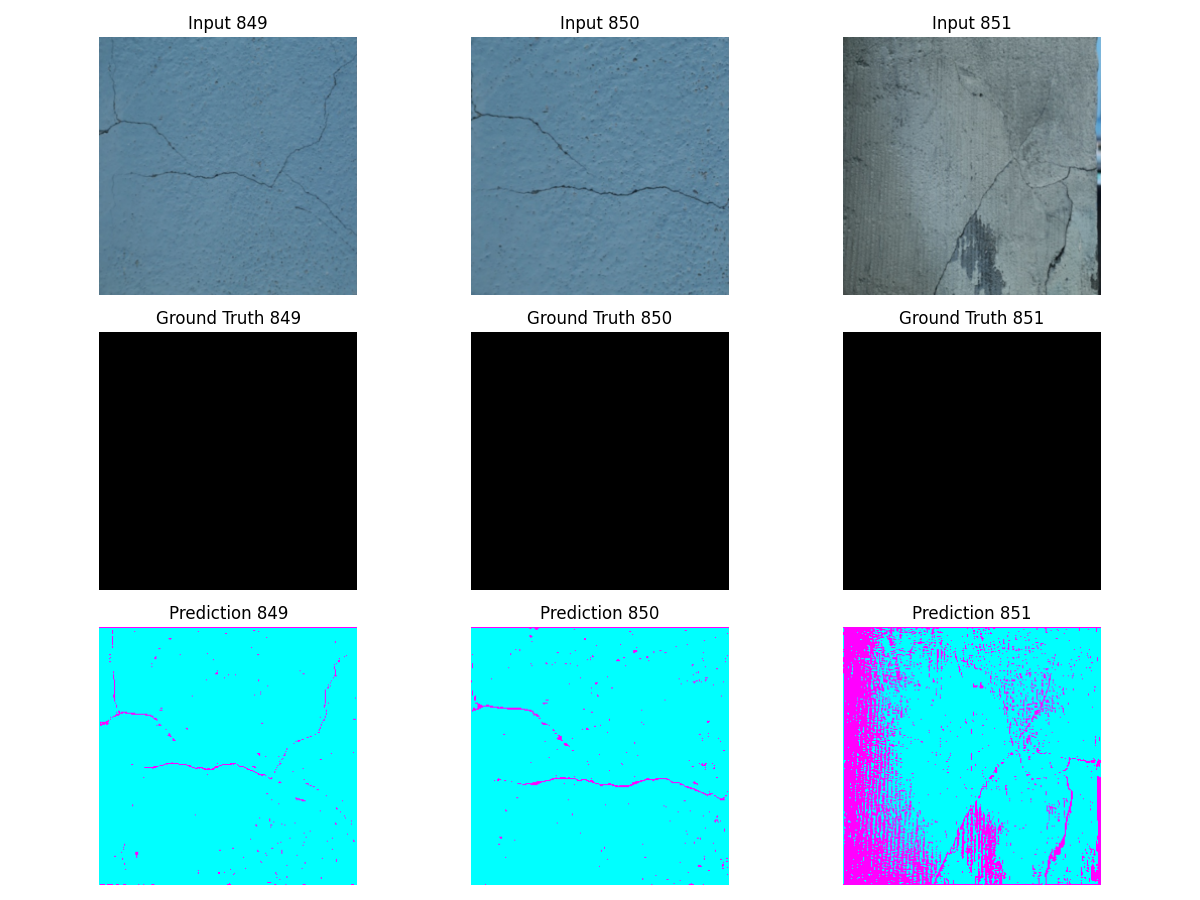 Input 849
Input 850
Input 851
Ground Truth 849
Ground Truth 850
Ground Truth 851
Prediction 849
Prediction 850
Prediction 851